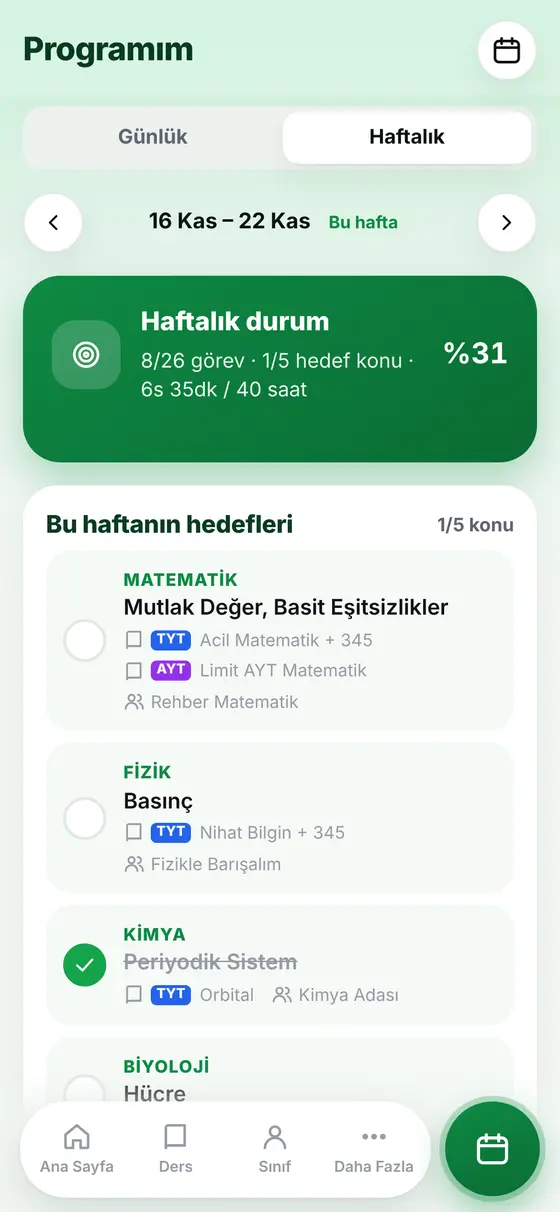 Programım
Günlük
Haftalık
16 Kas – 22 Kas Bu hafta
Haftalık durum
8/26 görev · 1/5 hedef konu ·
6s 35dk / 40 saat
%31
Bu haftanın hedefleri
1/5 konu
MATEMATİK
Mutlak Değer, Basit Eşitsizlikler
TYT Acil Matematik + 345
AYT Limit AYT Matematik
Rehber Matematik
FİZİK
Basınç
TYT Nihat Bilgin + 345
Fizikle Barışalım
KİMYA
Periyodik Sistem
TYT Orbital Kimya Adası
BİYOLOJİ
Hücre
Ana Sayfa
Ders
Sınıf
Daha Fazla